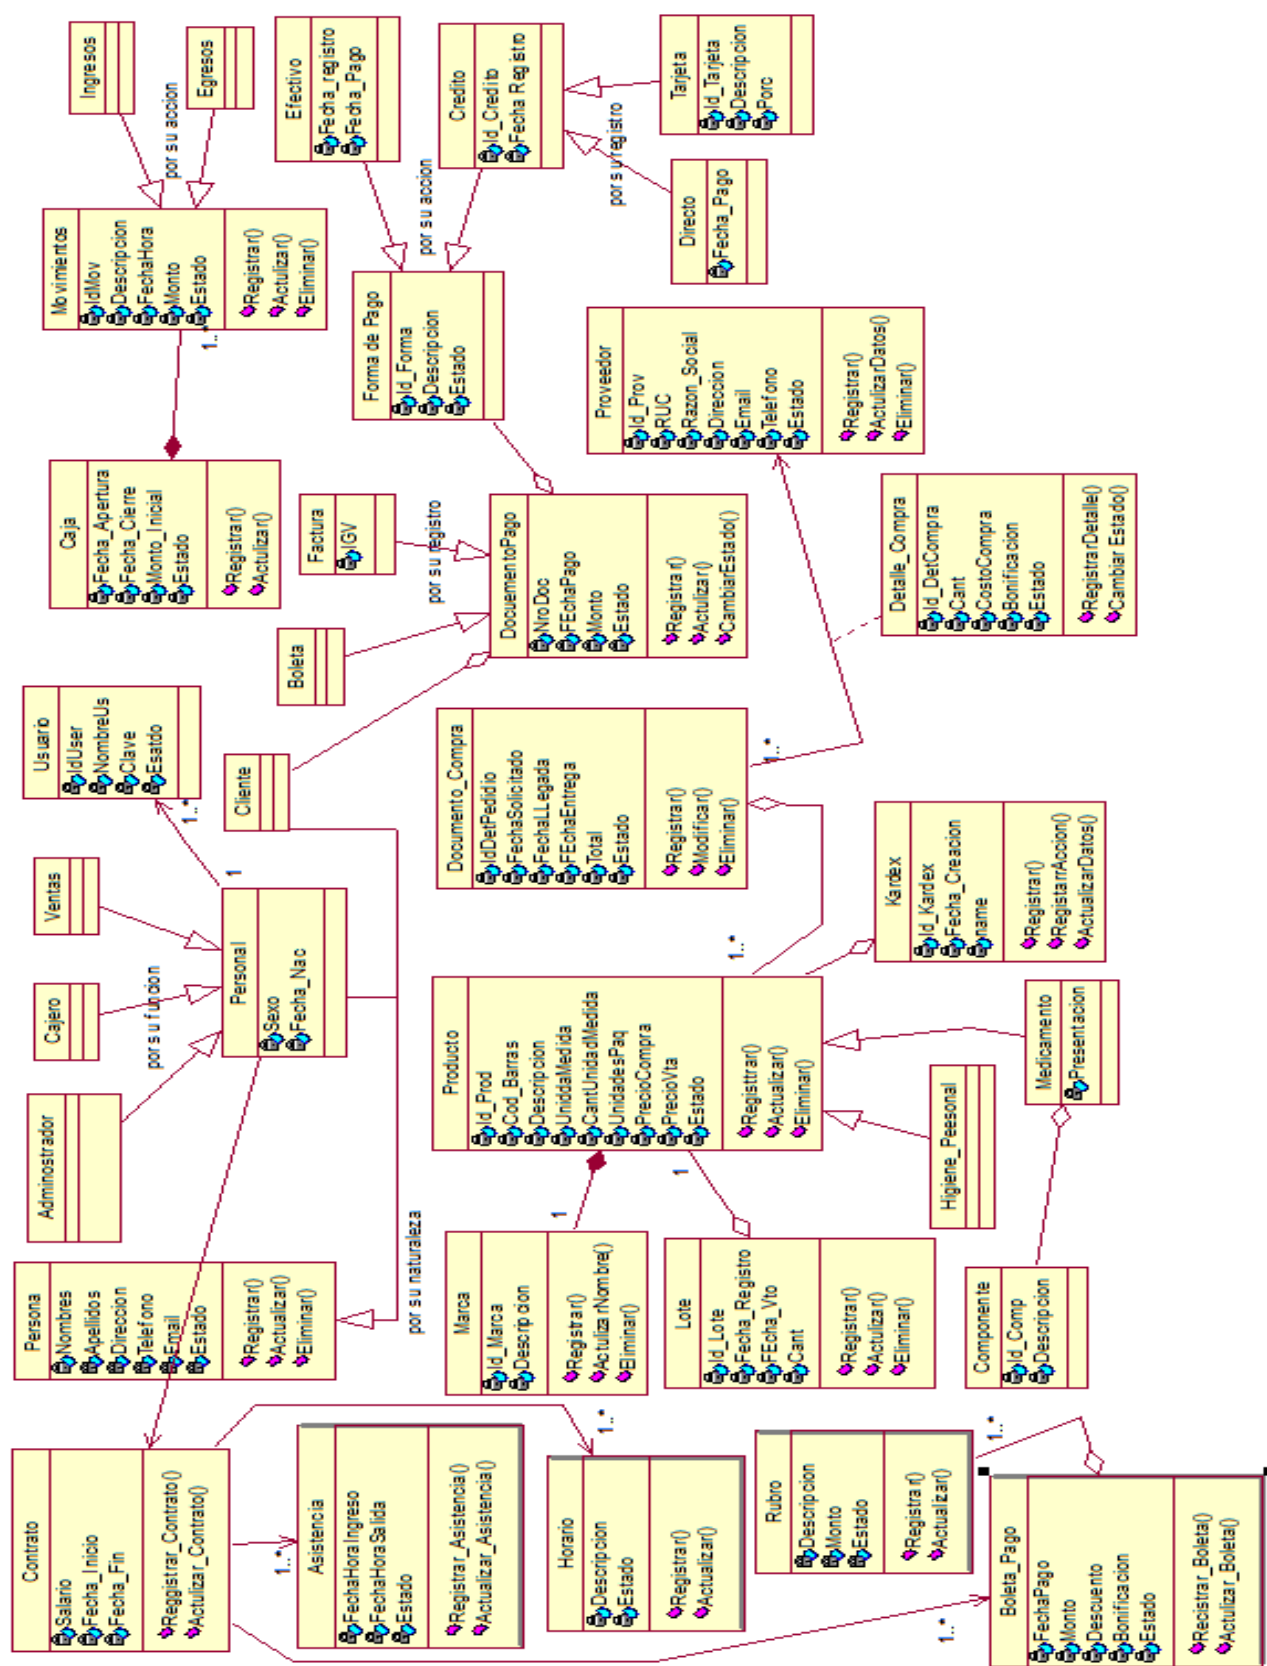 Ingresos
Egresos
por su accion
Movimientos
IdMov
Descripcion
FechaHora
Monto
Estado
Registrar()
Actulizar()
Eliminar()
1..*
Caja
Fecha_Apertura
Fecha_Cierre
Monto_Inicial
Estado
Registrar()
Actulizar()
Usuario
IdUser
NombreUs
Clave
Esatdo
1..*
1
Ventas
Cajero
Adminostrador
por su funcion
Personal
Sexo
Fecha_Nac
Cliente
Persona
Nombres
Apellidos
Direccion
Telefono
Email
Estado
Registrar()
Actualizar()
Eliminar()
por su naturaleza
Contrato
Salario
Fecha_Inicio
Fecha_Fin
Reggistrar_Contrato()
Actulizar_Contrato()
1..*
Asistencia
FechaHoraIngreso
FechaHoraSalida
Estado
Registrar_Asistencia()
Actualizar_Asistencia()
Efectivo
Fecha_registro
Fecha_Pago
Credito
Id_Credito
Fecha Registro
por su accion
Tarjeta
Id_Tarjeta
Descripcion
Porc
por su registro
Directo
Fecha_Pago
Forma de Pago
Id_Forma
Descripcion
Estado
Factura
IGV
por su registro
Boleta
DocuementoPago
NroDoc
FEchaPago
Monto
Estado
Registrar()
Actulizar()
CambiarEstado()
Proveedor
Id_Prov
RUC
Razon_Social
Direccion
Email
Telefono
Estado
Registrar()
ActulizarDatos()
Eliminar()
Detalle_Compra
Id_DetCompra
Cant
CostoCompra
Bonificacion
Estado
RegistrarDetalle()
Cambiar Estado()
Documento_Compra
IdDetPedidio
FechaSolicitado
FechaLLegada
FEchaEntrega
Total
Estado
Registrar()
Modificar()
Eliminar()
1..*
1..*
Kardex
Id_Kardex
Fecha_Creacion
name
Registrar()
RegistarrAccion()
ActualizarDatos()
Producto
Id_Prod
Cod_Barras
Descripcion
UniddaMedida
CantUnidadMedida
UnidadesPaq
PrecioCompra
PrecioVta
Estado
Registtrar()
Actualizar()
Eliminar()
Medicamento
Presentacion
Higiene_Peesonal
1
1
Marca
Id_Marca
Descripcion
Registrar()
ActulizarNombre()
Eliminar()
Lote
Id_Lote
Fecha_Registro
FEcha_Vto
Cant
Registrar()
Actualizar()
Eliminar()
Componente
Id_Comp
Descripcion
1..*
Horario
Descripcion
Estado
Registrar()
Actualizar()
Rubro
Descripcion
Monto
Estado
Registrar()
Actualizar()
1..*
1..*
Boleta_Pago
FechaPago
Monto
Descuento
Bonificacion
Estado
Registrar_Boleta()
Actulizar_Boleta()